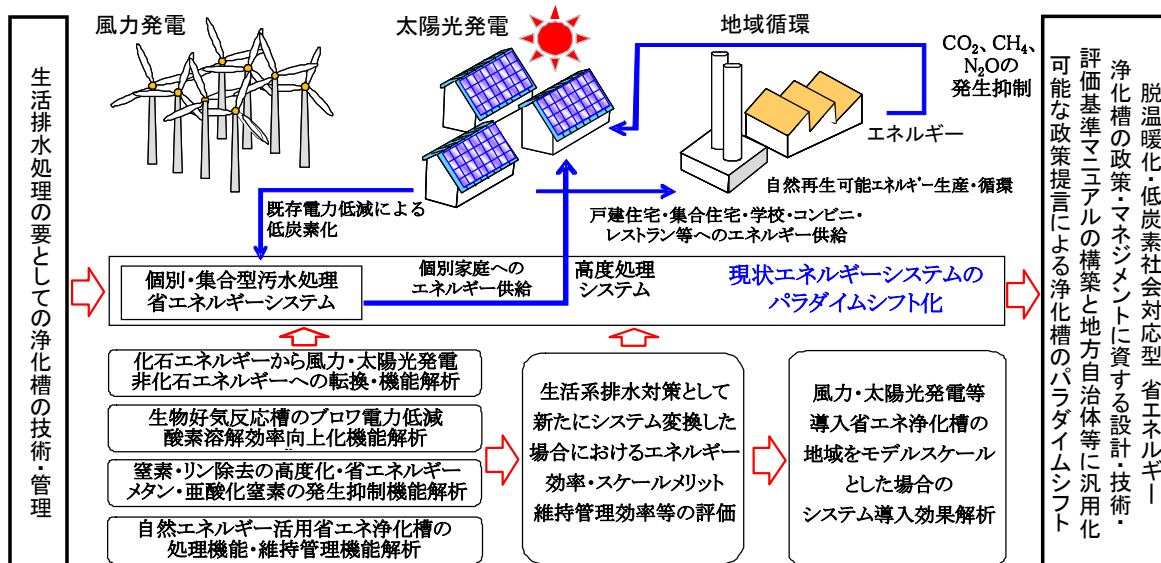 風力発電
太陽光発電
地域循環
CO₂、CH₄、
N₂Oの
発生抑制
エネルギー
自然再生可能エネルギー生産・循環
既存電力低減による
低炭素化
戸建住宅・集合住宅・学校・コンビニ・
レストラン等へのエネルギー供給
生活排水処理の要としての浄化槽の技術・管理
個別・集合型汚水処理
省エネルギーシステム
個別家庭への
エネルギー供給
高度処理
システム
現状エネルギーシステムの
パラダイムシフト化
化石エネルギーから風力・太陽光発電
非化石エネルギーへの転換・機能解析
生物好気反応槽のブロワ電力低減
酸素溶解効率向上化機能解析
窒素・リン除去の高度化・省エネルギー
メタン・亜酸化窒素の発生抑制機能解析
自然エネルギー活用省エネ浄化槽の
処理機能・維持管理機能解析
生活系排水対策として
新たにシステム変換した
場合におけるエネルギー
効率・スケールメリット
維持管理効率等の評価
風力・太陽光発電等
導入省エネ浄化槽の
地域をモデルスケール
とした場合の
システム導入効果解析
脱温暖化・低炭素社会対応型 省エネルギー
浄化槽の政策・マネジメントに資する設計・技術・
評価基準マニュアルの構築と地方自治体等に汎用化
可能な政策提言による浄化槽のパラダイムシフト